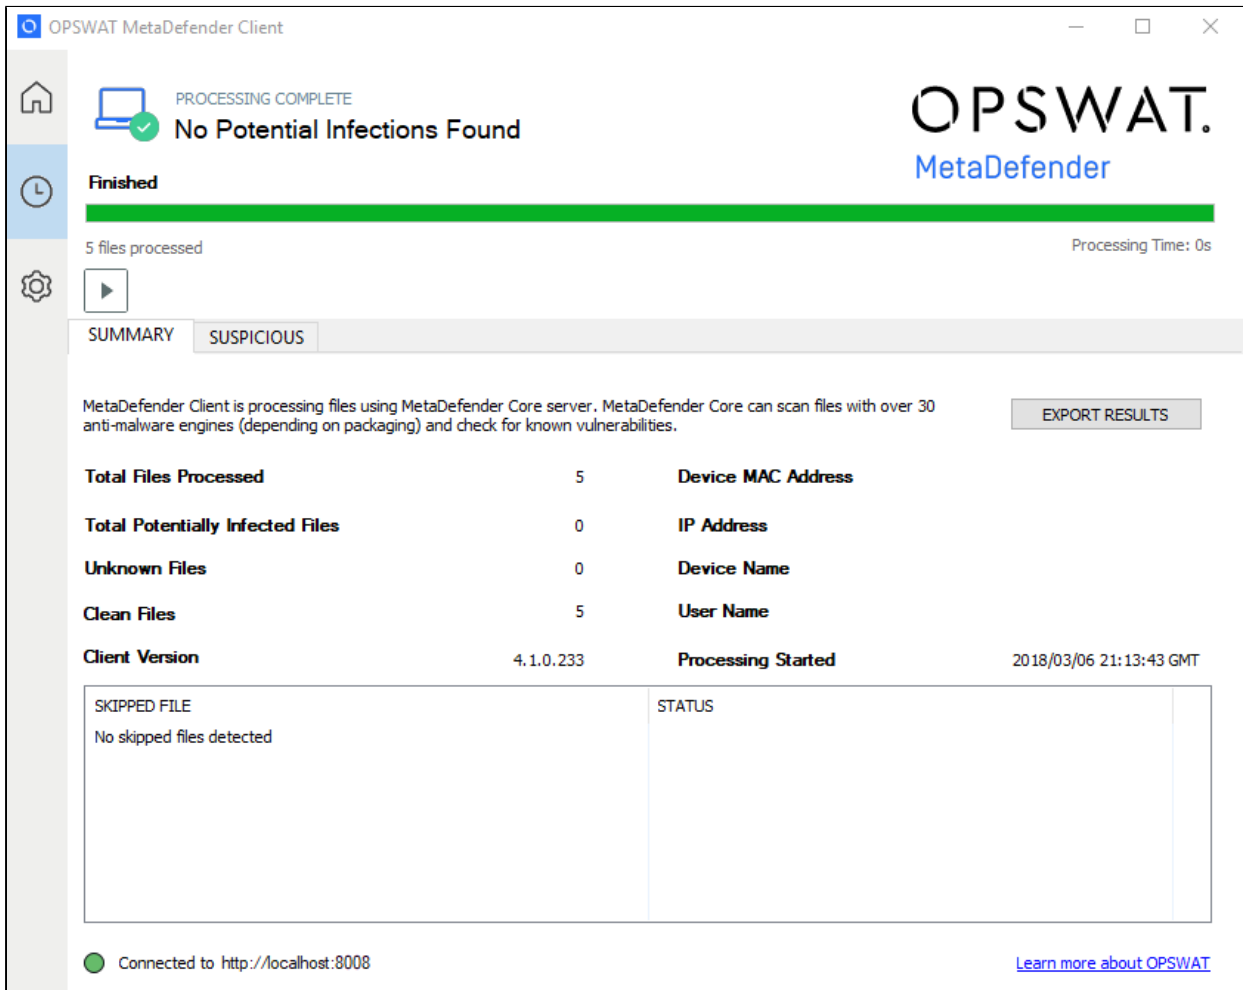 OPSWAT MetaDefender Client
PROCESSING COMPLETE
No Potential Infections Found
OPSWAT.
MetaDefender
Finished
5 files processed
Processing Time: 0s
SUMMARY
SUSPICIOUS
MetaDefender Client is processing files using MetaDefender Core server. MetaDefender Core can scan files with over 30
anti-malware engines (depending on packaging) and check for known vulnerabilities.
EXPORT RESULTS
Total Files Processed 5 Device MAC Address
Total Potentially Infected Files 0 IP Address
Unknown Files 0 Device Name
Clean Files 5 User Name
Client Version 4.1.0.233 Processing Started 2018/03/06 21:13:43 GMT
SKIPPED FILE STATUS
No skipped files detected
Connected to http://localhost:8008
Learn more about OPSWAT